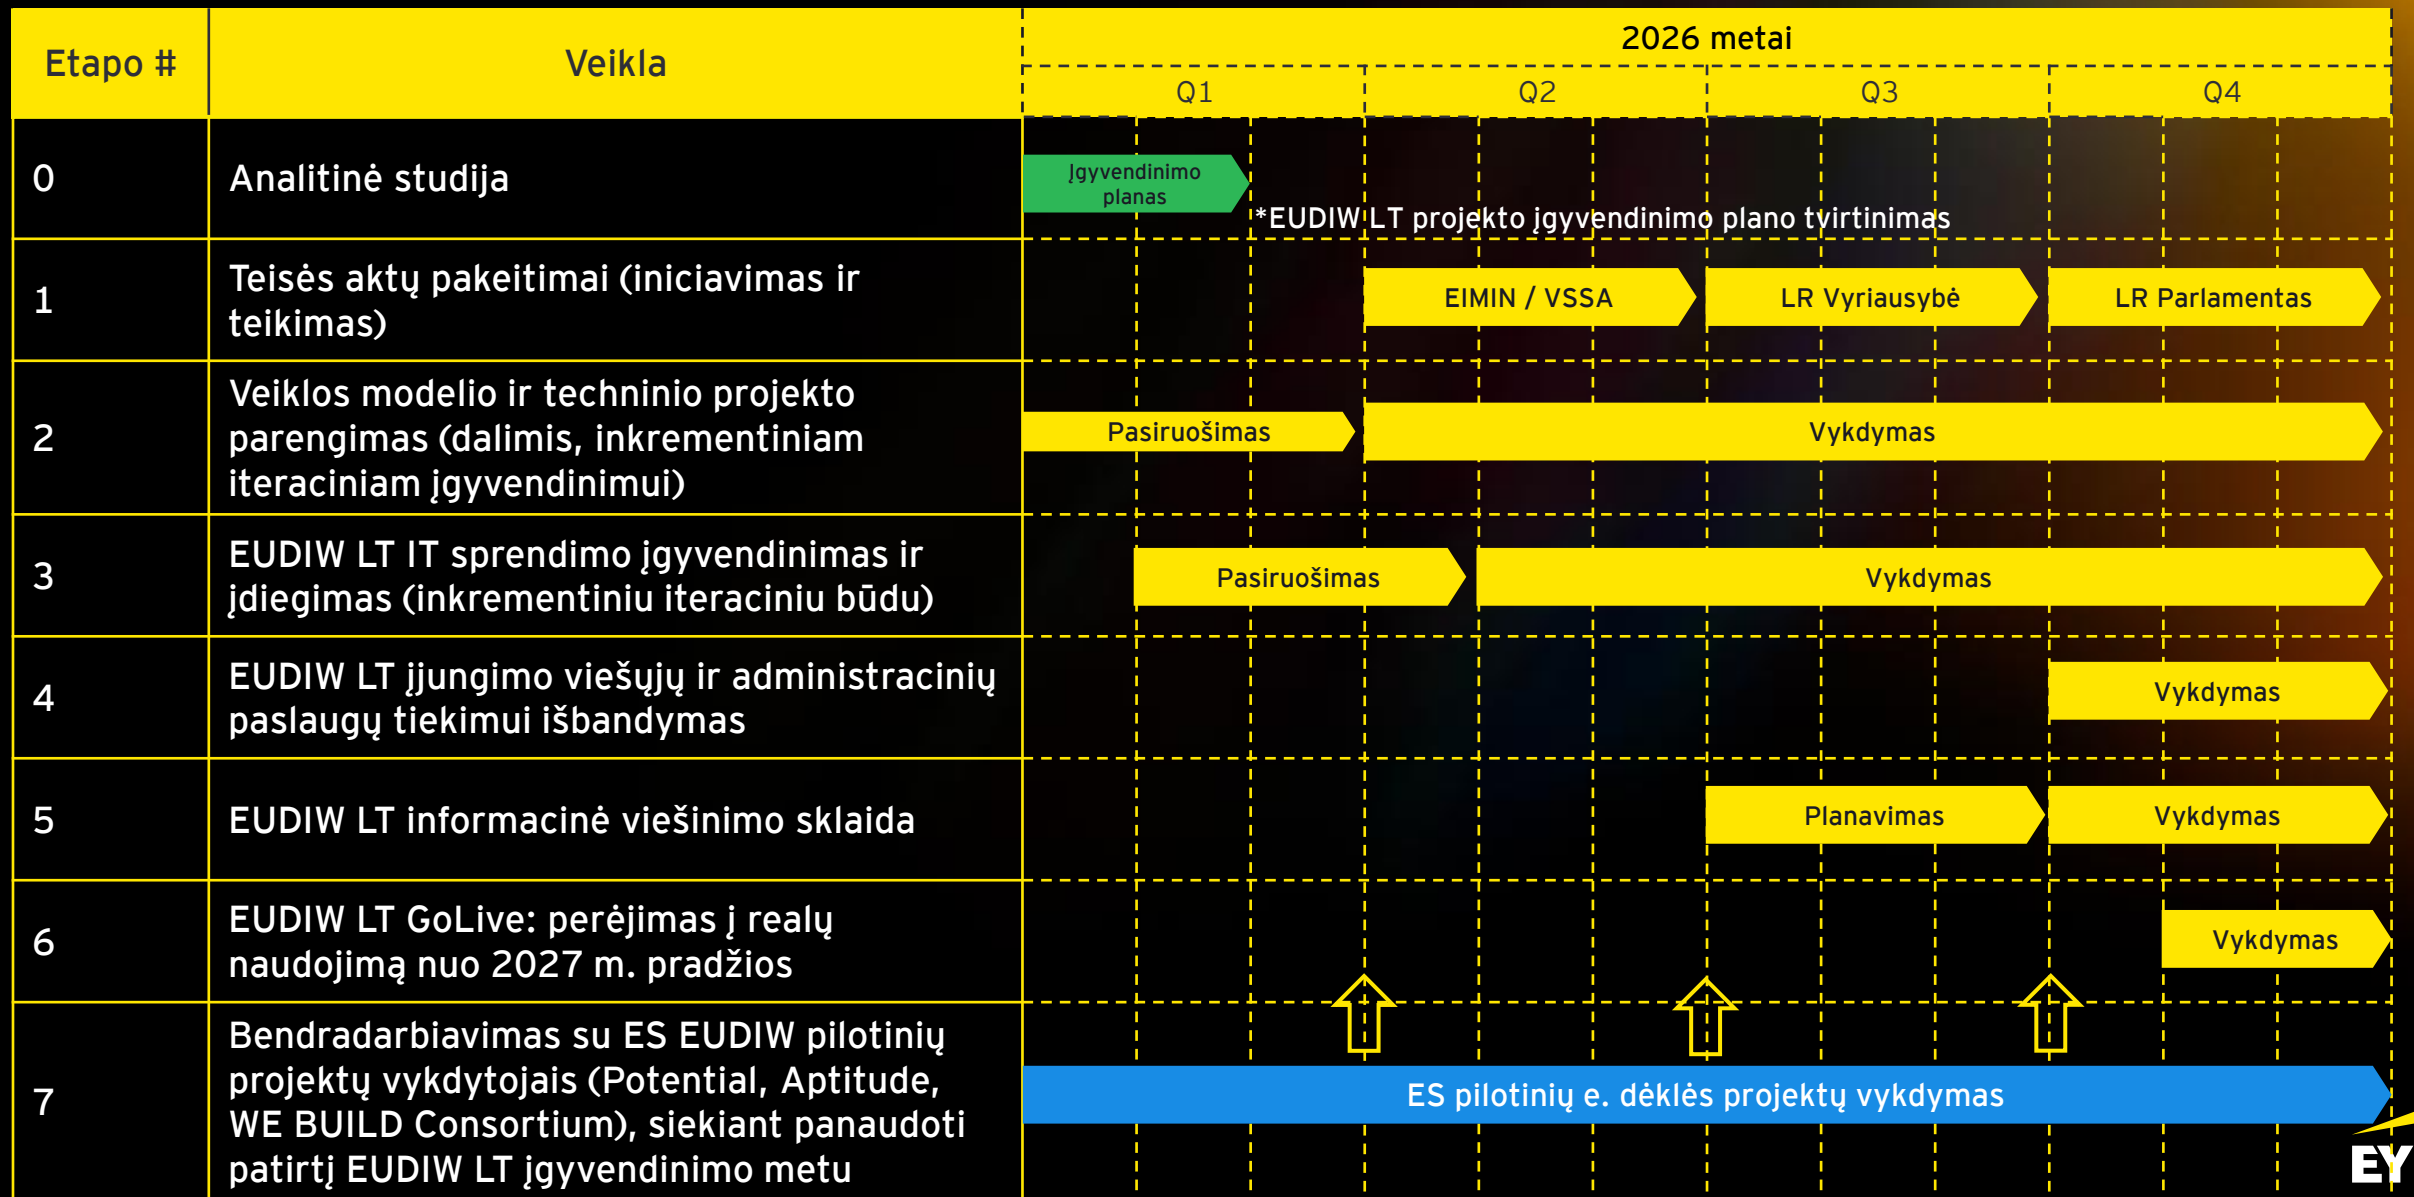 Etapo #
Veikla
2026 metai
Q1
Q2
Q3
Q4
0
Analitinė studija
Įgyvendinimo
planas
*EUDIW LT projekto įgyvendinimo plano tvirtinimas
1
Teisės aktų pakeitimai (iniciavimas ir
teikimas)
EIMIN / VSSA
LR Vyriausybė
LR Parlamentas
2
Veiklos modelio ir techninio projekto
parengimas (dalimis, inkrementiniam
iteraciniam įgyvendinimui)
Pasiruošimas
Vykdymas
3
EUDIW LT IT sprendimo įgyvendinimas ir
įdiegimas (inkrementiniu iteraciniu būdu)
Pasiruošimas
Vykdymas
4
EUDIW LT įjungimo viešųjų ir administracinių
paslaugų tiekimui išbandymas
Vykdymas
5
EUDIW LT informacinė viešinimo sklaida
Planavimas
Vykdymas
6
EUDIW LT GoLive: perėjimas į realų
naudojimą nuo 2027 m. pradžios
Vykdymas
7
Bendradarbiavimas su ES EUDIW pilotinių
projektų vykdytojais (Potential, Aptitude,
WE BUILD Consortium), siekiant panaudoti
patirtį EUDIW LT įgyvendinimo metu
ES pilotinių e. dėklės projektų vykdymas
EY